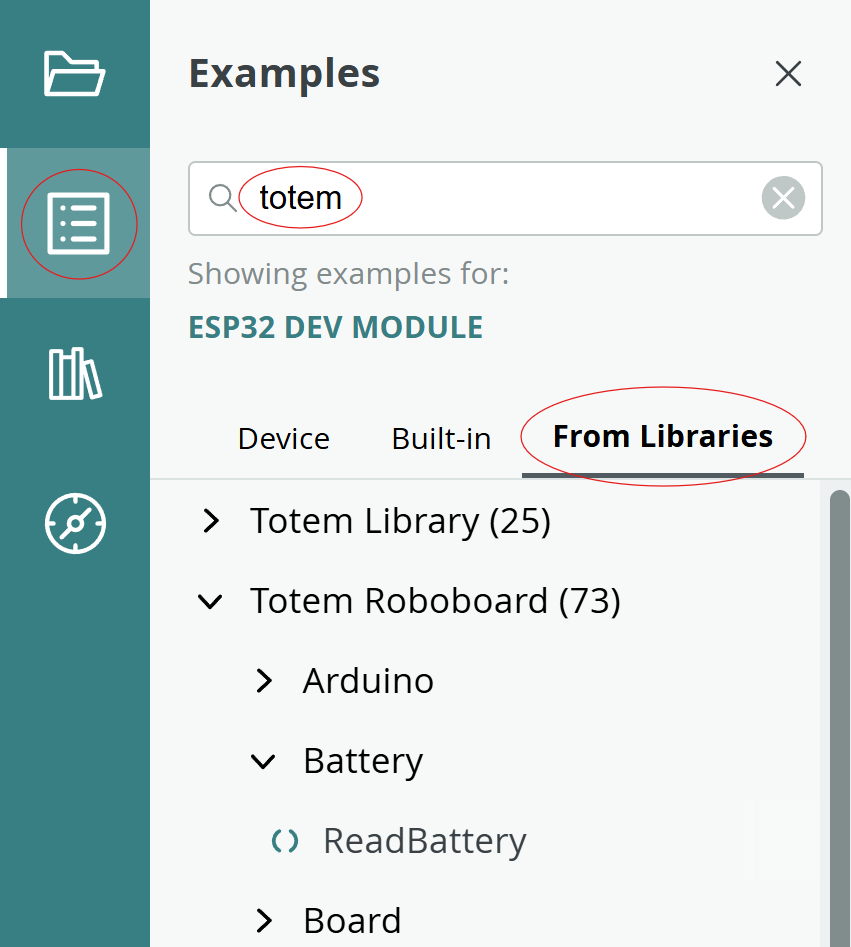 Examples
totem
Showing examples for:
ESP32 DEV MODULE
Device Built-in From Libraries
Totem Library (25)
Totem Roboboard (73)
Arduino
Battery
ReadBattery
Board